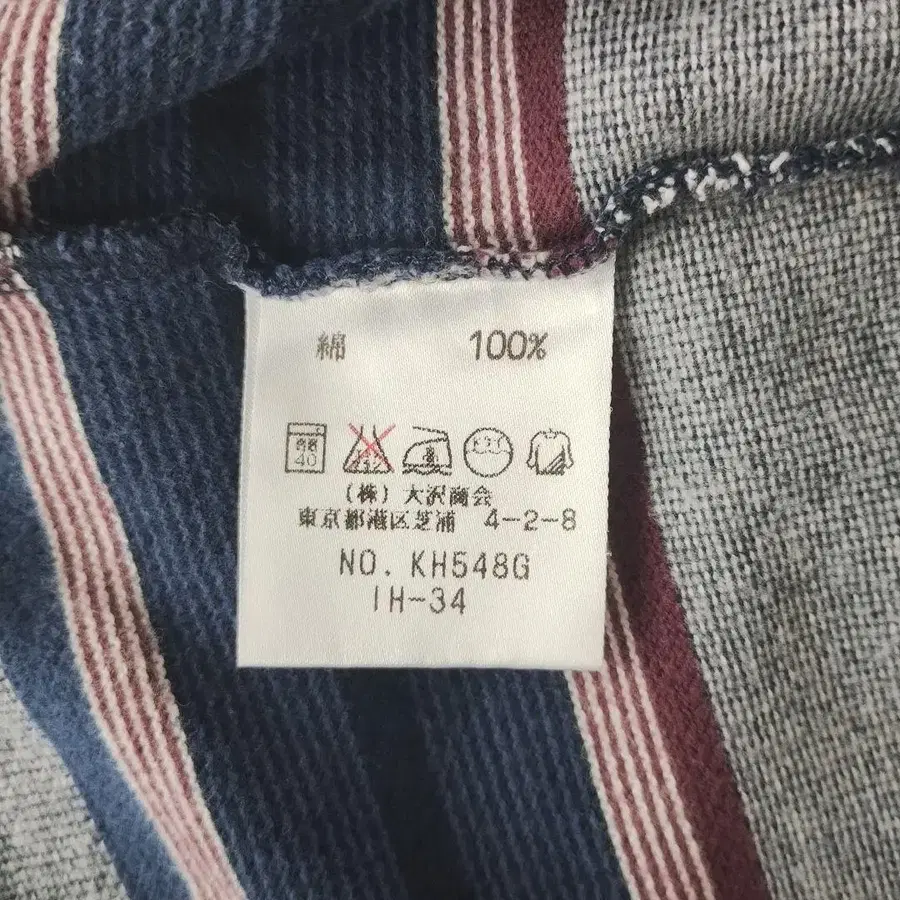 綿 100%
40
(株) 大沢商会
東京都港区芝浦 4-2-8
NO. KH548G
IH-34